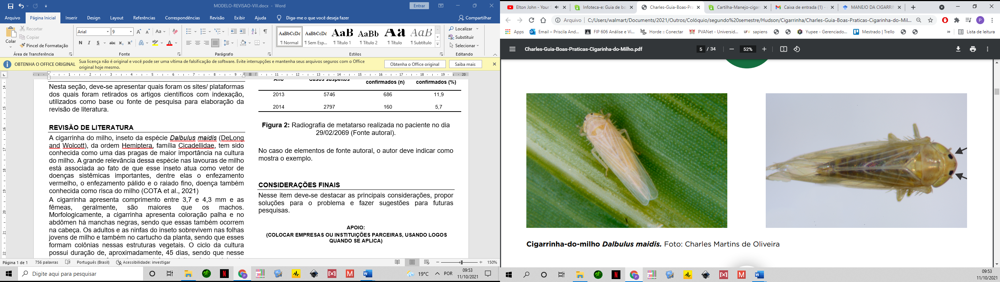 MODELO-REVISAO-VIII.docx - Word
Entrar
Arquivo Página Inicial Inserir Design Layout Referências Correspondências Revisão Exibir Ajuda Diga-me o que você deseja fazer Compartilhar
Colar
Recortar
Copiar
Pincel de Formatação
Área de Transferência
Arial 9
N I S abc x₂ x²
Fonte
Parágrafo
AaBbCcDd AaBbCcDd AaB AaBb Aa AaB
¶ Normal ¶ Sem Esp... ¶ Título 1 ¶ Título 2 ¶ Título ¶ Subtítulo
Estilos
Localizar
Substituir
Selecionar
Editando
OBTENHA O OFFICE ORIGINAL Sua licença não é original e você pode ser uma vítima de falsificação de software. Evite interrupções e mantenha seus arquivos seguros com o Office
original hoje mesmo.
Obtenha o Office original Saiba mais
Nesta seção, deve-se apresentar quais foram os sites/ plataformas
dos quais foram retirados os artigos científicos com indexação,
utilizados como base ou fonte de pesquisa para elaboração da
revisão de literatura.
REVISÃO DE LITERATURA
A cigarrinha do milho, inseto da espécie Dalbulus maidis (DeLong
and Wolcott), da ordem Hemiptera, família Cicadellidae, tem sido
conhecida como uma das pragas de maior importância na cultura
do milho. A grande relevância dessa espécie nas lavouras de milho
está associada ao fato de que esse inseto atua como vetor de
doenças sistêmicas importantes, dentre elas o enfezamento
vermelho, o enfezamento pálido e o raiado fino, doença também
conhecida como risca do milho (COTA et al., 2021)
A cigarrinha apresenta comprimento entre 3,7 e 4,3 mm e as
fêmeas, geralmente, são maiores que os machos.
Morfologicamente, a cigarrinha apresenta coloração palha e no
abdômen há manchas negras, sendo que essas também ocorrem
na cabeça. Os adultos e as ninfas do inseto sobrevivem nas folhas
jovens de milho e também no cartucho da planta, sendo que esses
formam colônias nessas estruturas vegetais. O ciclo da cultura
possui duração de, aproximadamente, 45 dias, sendo que nesse
Ano Casos suspeitos confirmados (n) confirmados (%)
2013 5746 686 11,9
2014 2797 160 5,7
Figura 2: Radiografia de metatarso realizada no paciente no dia
29/02/2069 (Fonte autoral).
No caso de elementos de fonte autoral, o autor deve indicar como
mostra o exemplo.
CONSIDERAÇÕES FINAIS
Nesse item deve-se destacar as principais considerações, propor
soluções para o problema e fazer sugestões para futuras
pesquisas.
APOIO:
(COLOCAR EMPRESAS OU INSTITUIÇÕES PARCEIRAS, USANDO LOGOS
QUANDO SE APLICA)
Página 1 de 1 756 palavras Português (Brasil) Acessibilidade: investigar 150%
Digite aqui para pesquisar
19°C POR 09:53
11/10/2021
Elton John - Your S
Infoteca-e: Guia de bo
Charles-Guia-Boas-Pra
Cartilha-Manejo-cigar
Caixa de entrada (1) -
MANEJO DA CIGARRIN
Arquivo C:/Users/walmart/Documents/2021/Outros/Colóquio/segundo%20semestre/Hudson/Cigarrinha/Charles-Guia-Boas-Praticas-Cigarinha-do-Mil...
Apps Email – Priscila And... FIP 606 Análise e Vi... Horde :: Conectar PVANet - Universid... UFV sapiens Yupee - Gerenciado... Mestrado | Trello » Lista de leitura
Charles-Guia-Boas-Praticas-Cigarinha-do-Milho.pdf 5 / 34 52%
Cigarrinha-do-milho Dalbulus maidis. Foto: Charles Martins de Oliveira
09:53
11/10/2021